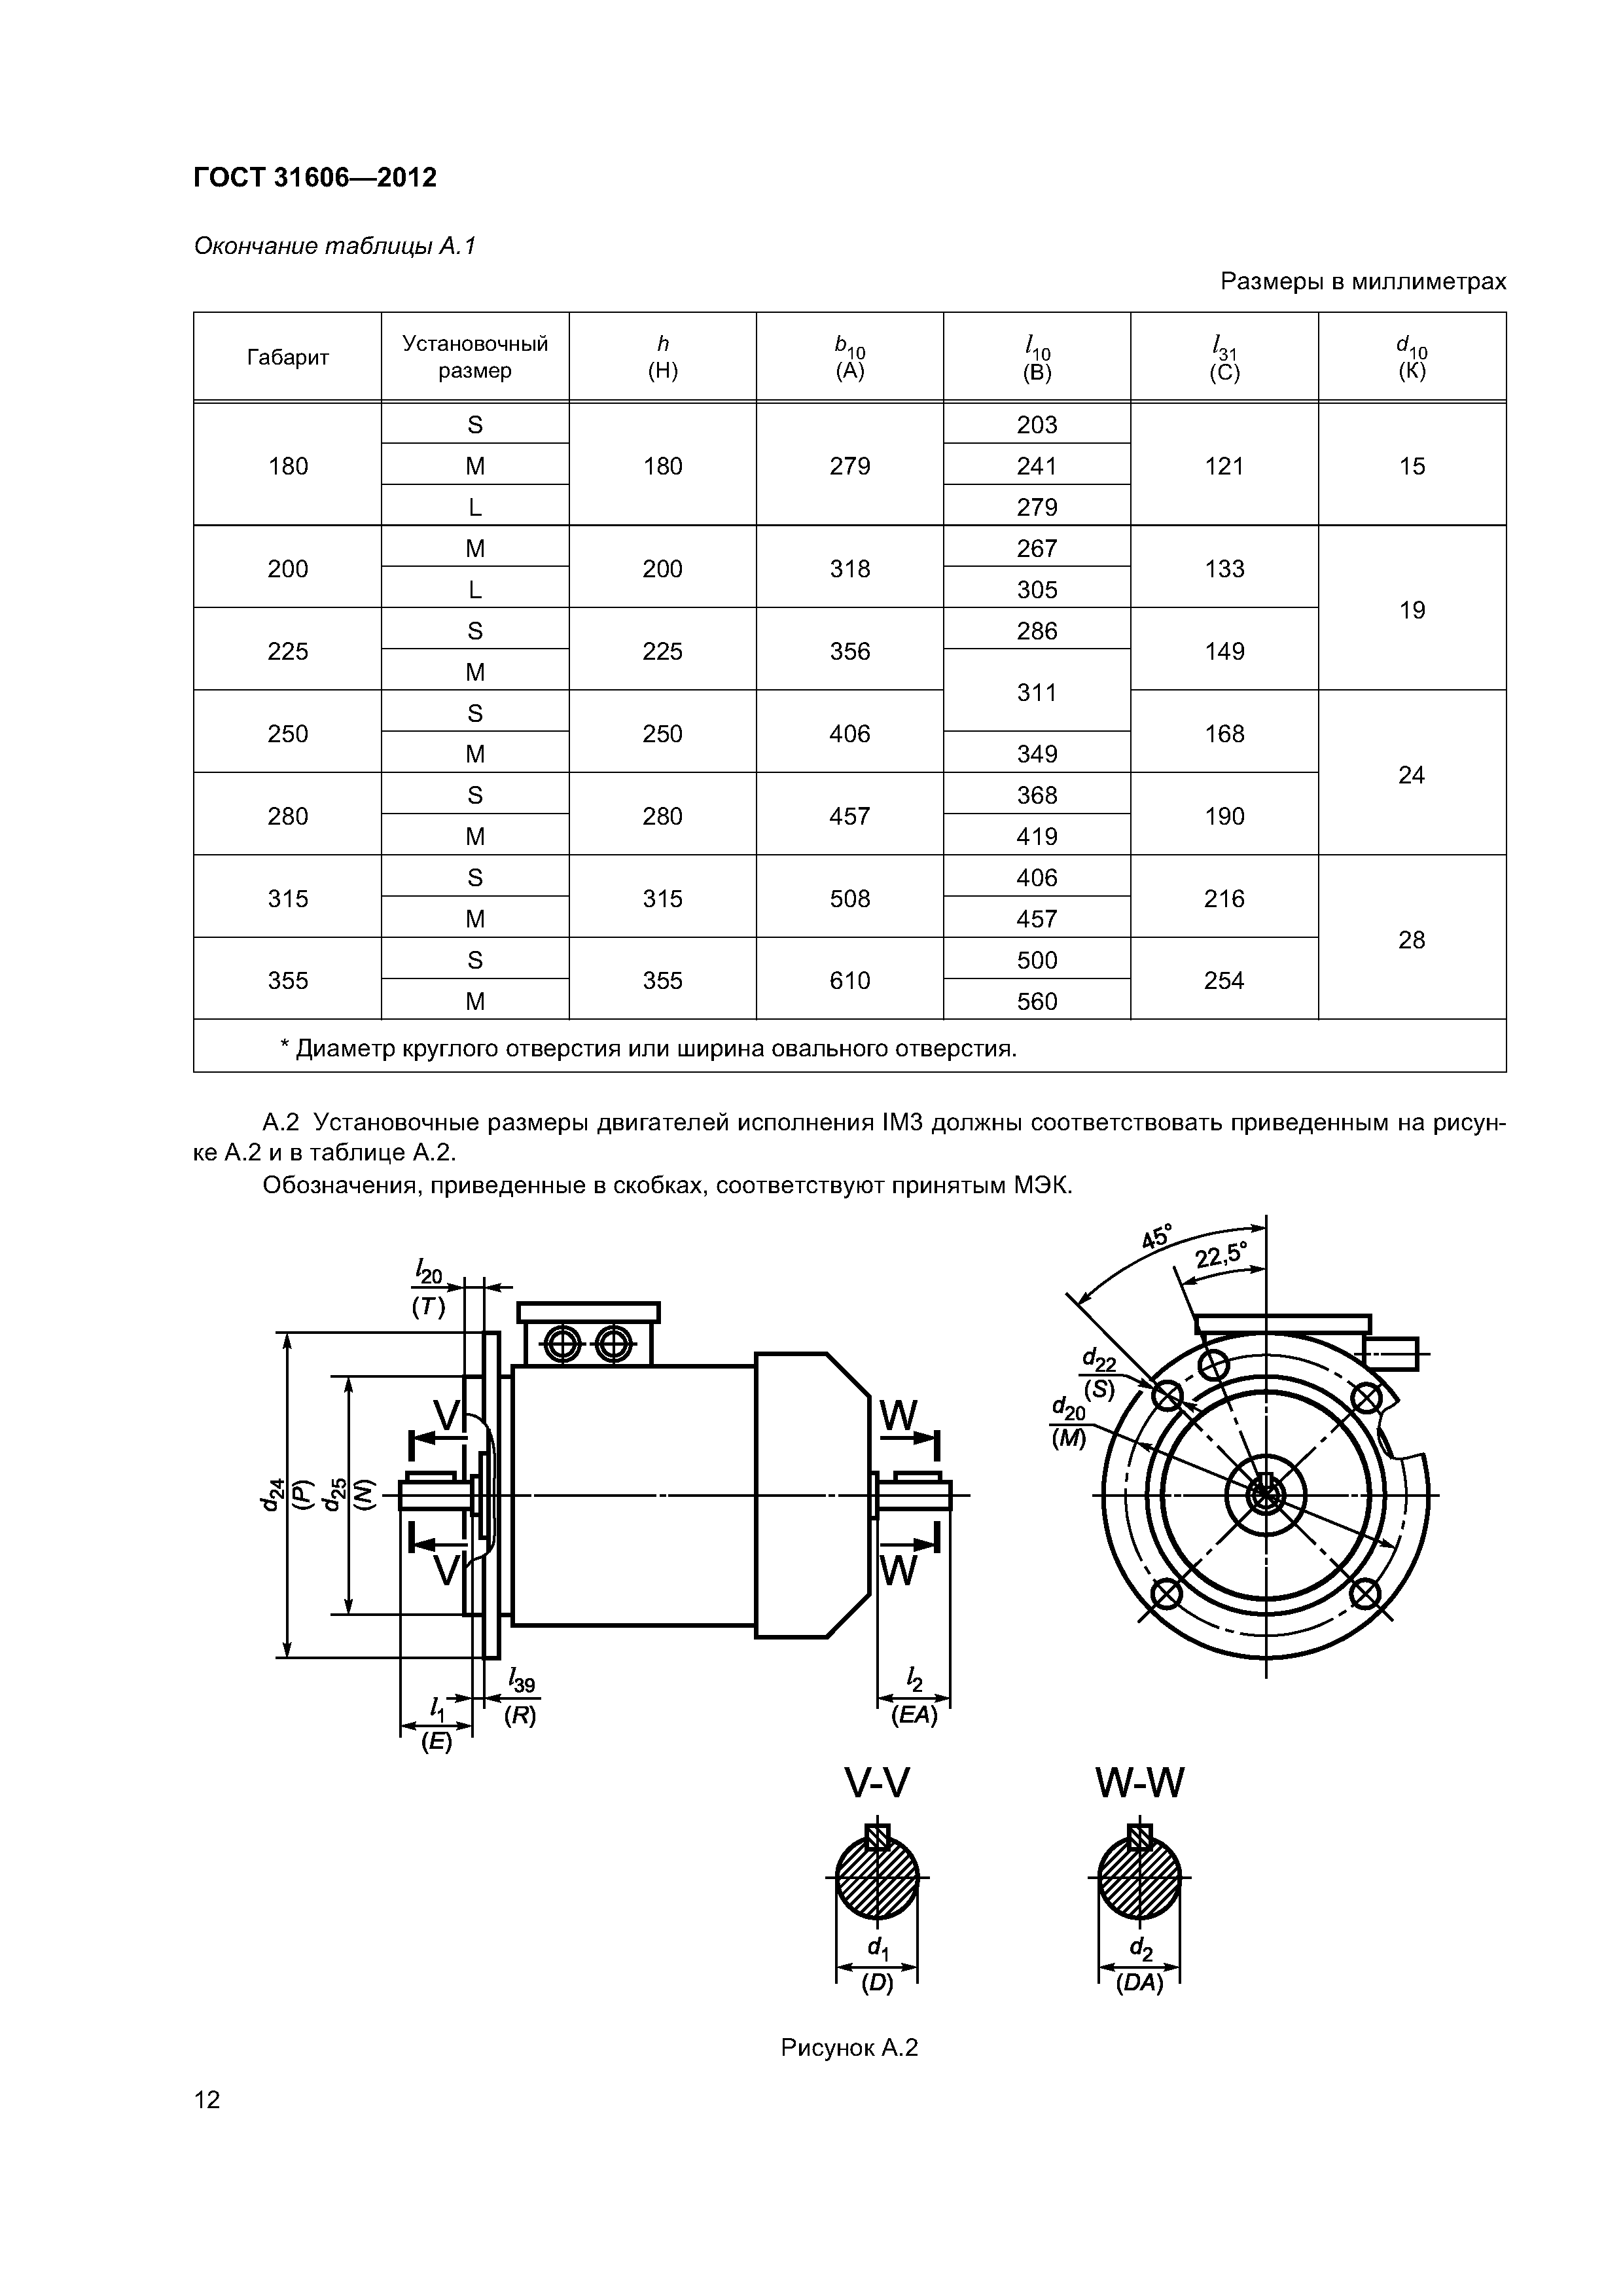 ГОСТ 31606—2012
Окончание таблицы А.1
Размеры в миллиметрах
Габарит Установочный размер h (H) b10 (A) l10 (B) l31 (C) d10 (К)
180 S 180 279 203 121 15
M 241
L 279
200 M 200 318 267 133 19
L 305
225 S 225 356 286 149
M 311
250 S 250 406 168 24
M 349
280 S 280 457 368 190
M 419
315 S 315 508 406 216 28
M 457
355 S 355 610 500 254
M 560
* Диаметр круглого отверстия или ширина овального отверстия.
А.2 Установочные размеры двигателей исполнения IM3 должны соответствовать приведенным на рисун-
ке А.2 и в таблице А.2.
Обозначения, приведенные в скобках, соответствуют принятым МЭК.
l20
(T)
d24
(P)
d25
(N)
V
V
W
W
l39
(R)
l1
(E)
l2
(EA)
45°
22,5°
d22
(S)
d20
(M)
V-V
W-W
d1
(D)
d2
(DA)
Рисунок А.2
12